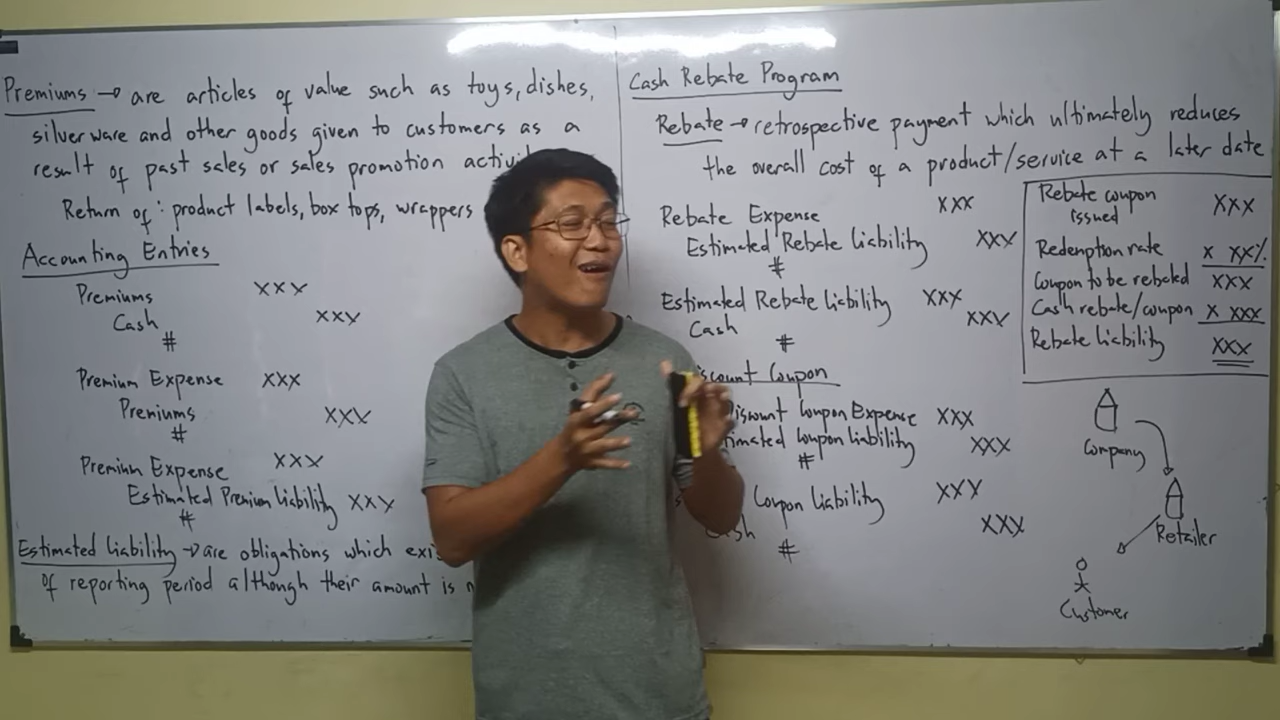 Premiums → are articles of value such as toys, dishes,
silverware and other goods given to customers as a
result of past sales or sales promotion
Return of : product labels, box tops, wrappers
Accounting Entries
Premiums XXX
Cash XXX
#
Premium Expense XXX
Premiums XXX
#
Premium Expense XXX
Estimated Premium Liability XXX
#
Estimated Liability → are obligations which
of reporting period although their amount is
Cash Rebate Program
Rebate → retrospective payment which ultimately reduces
the overall cost of a product/service at a later date
Rebate Expense XXX
Estimated Rebate Liability XXX
#
Estimated Rebate Liability XXX
Cash XXX
#
Coupon
Discount Coupon Expense XXX
Coupon Liability XXX
#
Coupon Liability XXX
XXX
#
Rebate coupon
issued XXX
Redemption rate X XX%
Coupon to be rebated XXX
Cash rebate/coupon X XXX
Rebate Liability XXX
Company
Retailer
Customer